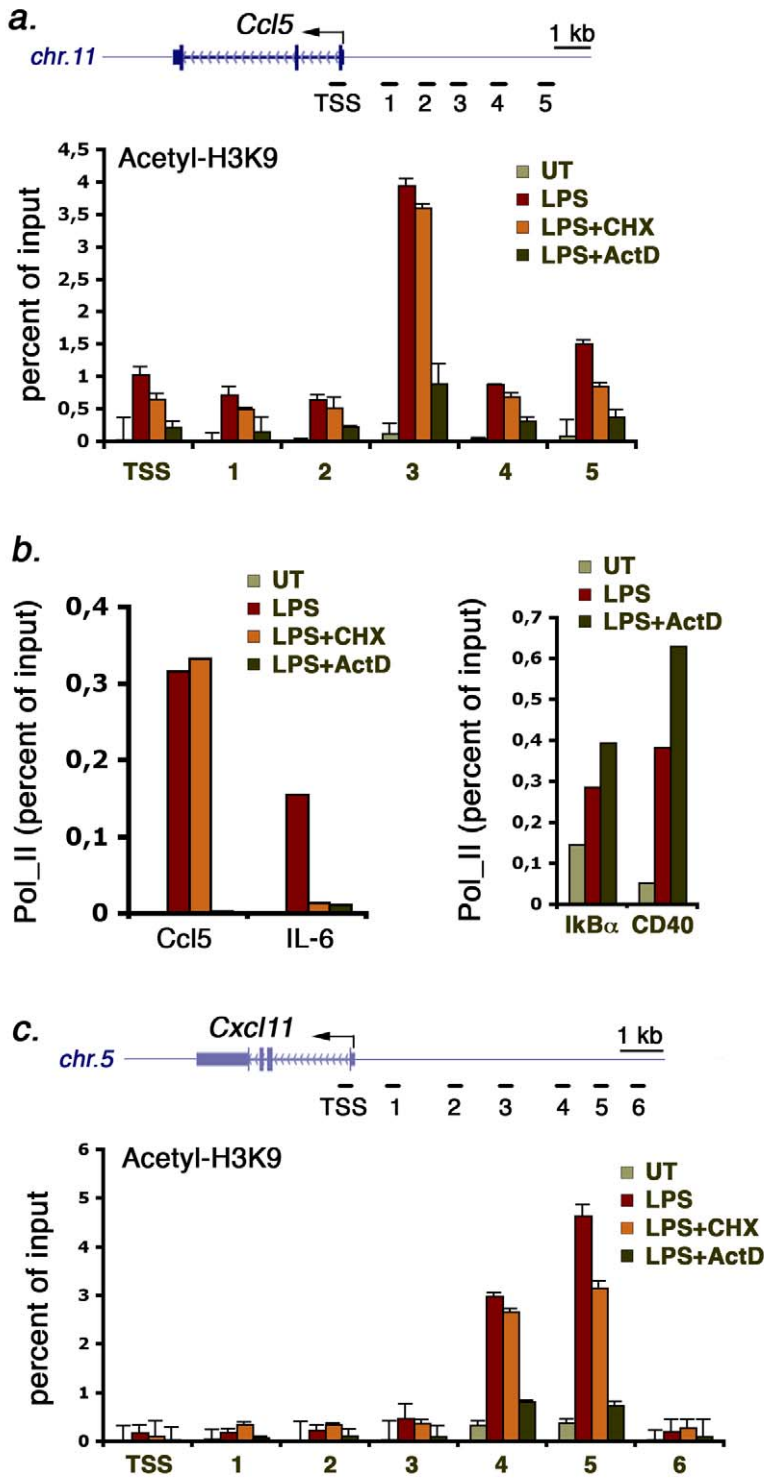 a.
Ccl5
1 kb
chr.11
TSS 1 2 3 4 5
Acetyl-H3K9
UT
LPS
LPS+CHX
LPS+ActD
percent of input
4,5
4
3,5
3
2,5
2
1,5
1
0,5
0
TSS 1 2 3 4 5
b.
UT
LPS
LPS+CHX
LPS+ActD
Pol_II (percent of input)
0,4
0,3
0,2
0,1
0
Ccl5 IL-6
UT
LPS
LPS+ActD
Pol_II (percent of input)
0,7
0,6
0,5
0,4
0,3
0,2
0,1
0
IkBα CD40
c.
Cxcl11
1 kb
chr.5
TSS 1 2 3 4 5 6
Acetyl-H3K9
UT
LPS
LPS+CHX
LPS+ActD
percent of input
6
5
4
3
2
1
0
TSS 1 2 3 4 5 6